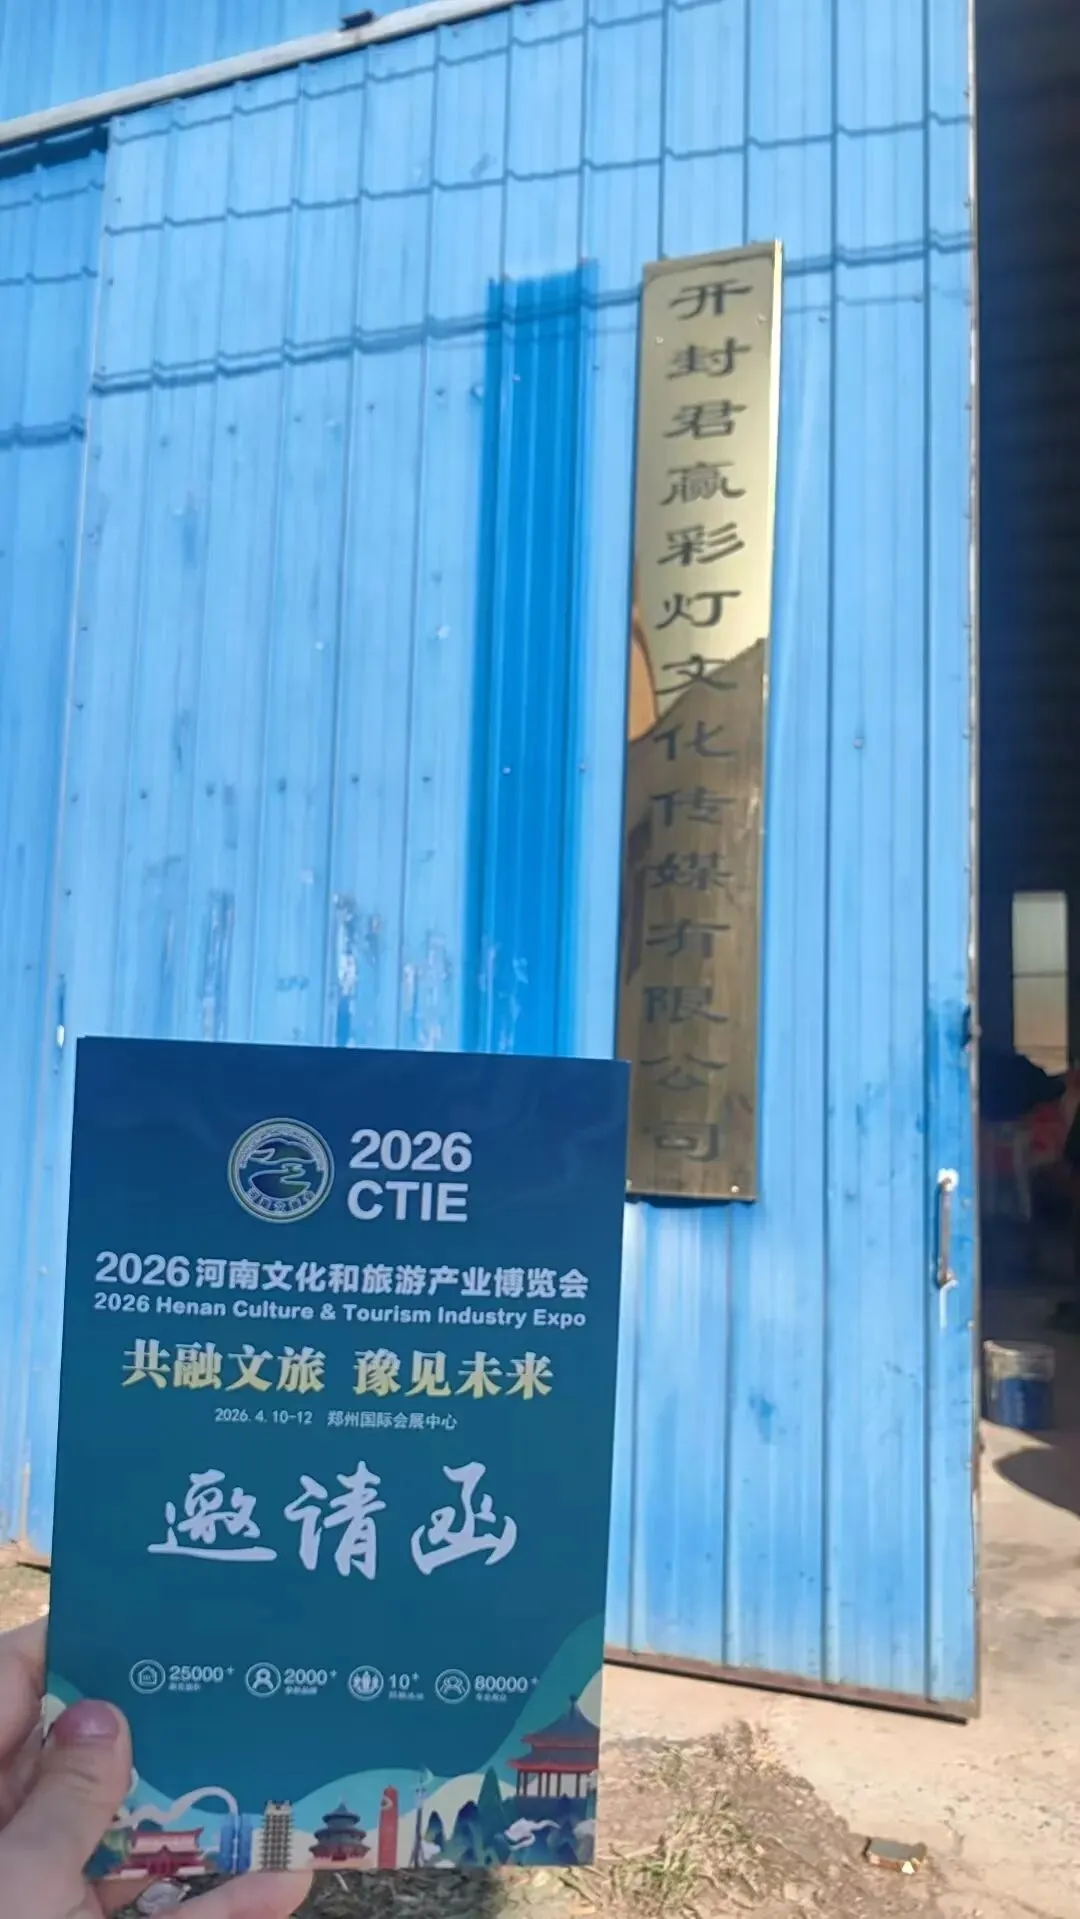 开封君赢彩灯文化传媒有限公司
2026
CTIE
2026河南文化和旅游产业博览会
2026 Henan Culture & Tourism Industry Expo
共融文旅 豫见未来
2026.4.10-12 郑州国际会展中心
邀请函
25000+ 2000+ 10+ 80000+